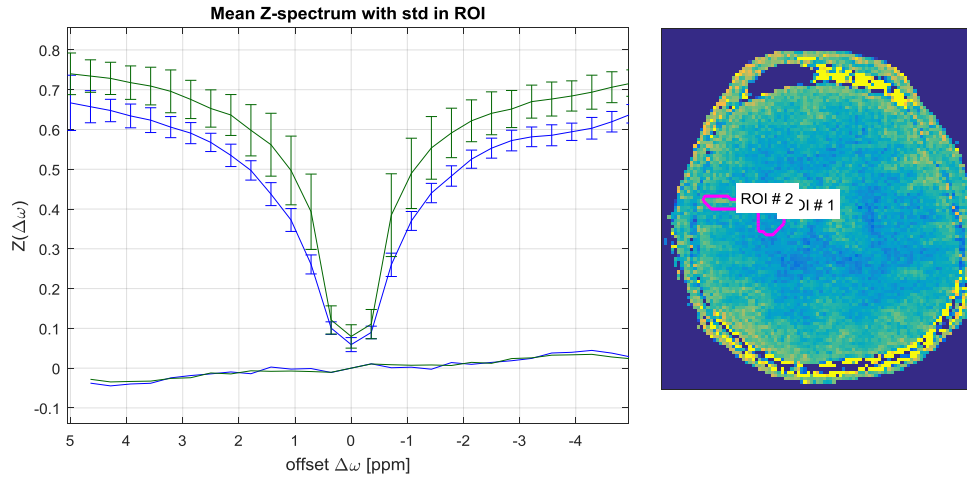 Mean Z-spectrum with std in ROI
0.8
0.7
0.6
0.5
0.4
0.3
0.2
0.1
0
-0.1
Z(Δω)
5 4 3 2 1 0 -1 -2 -3 -4
offset Δω [ppm]
ROI # 2
OI # 1